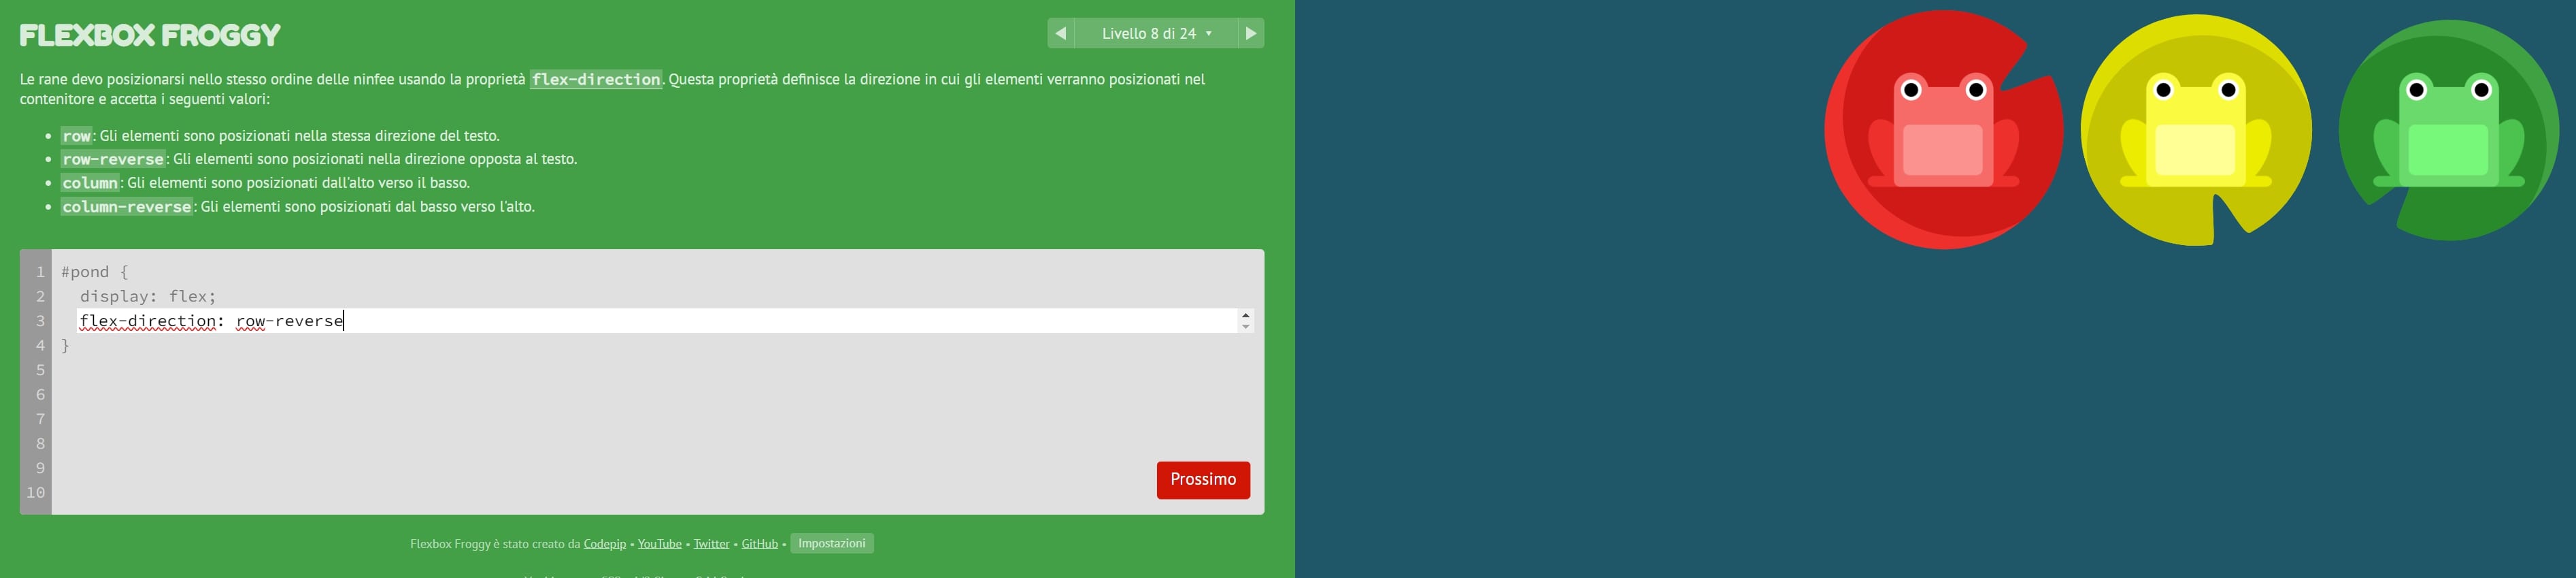 FLEXBOX FROGGY
◀ Livello 8 di 24 ▼ ▶
Le rane devo posizionarsi nello stesso ordine delle ninfee usando la proprietà flex-direction. Questa proprietà definisce la direzione in cui gli elementi verranno posizionati nel
contenitore e accetta i seguenti valori:
• row: Gli elementi sono posizionati nella stessa direzione del testo.
• row-reverse: Gli elementi sono posizionati nella direzione opposta al testo.
• column: Gli elementi sono posizionati dall'alto verso il basso.
• column-reverse: Gli elementi sono posizionati dal basso verso l'alto.
1 #pond {
2 display: flex;
3 flex-direction: row-reverse
4 }
5
6
7
8
9
10
Prossimo
Flexbox Froggy è stato creato da Codepip • YouTube • Twitter • GitHub • Impostazioni